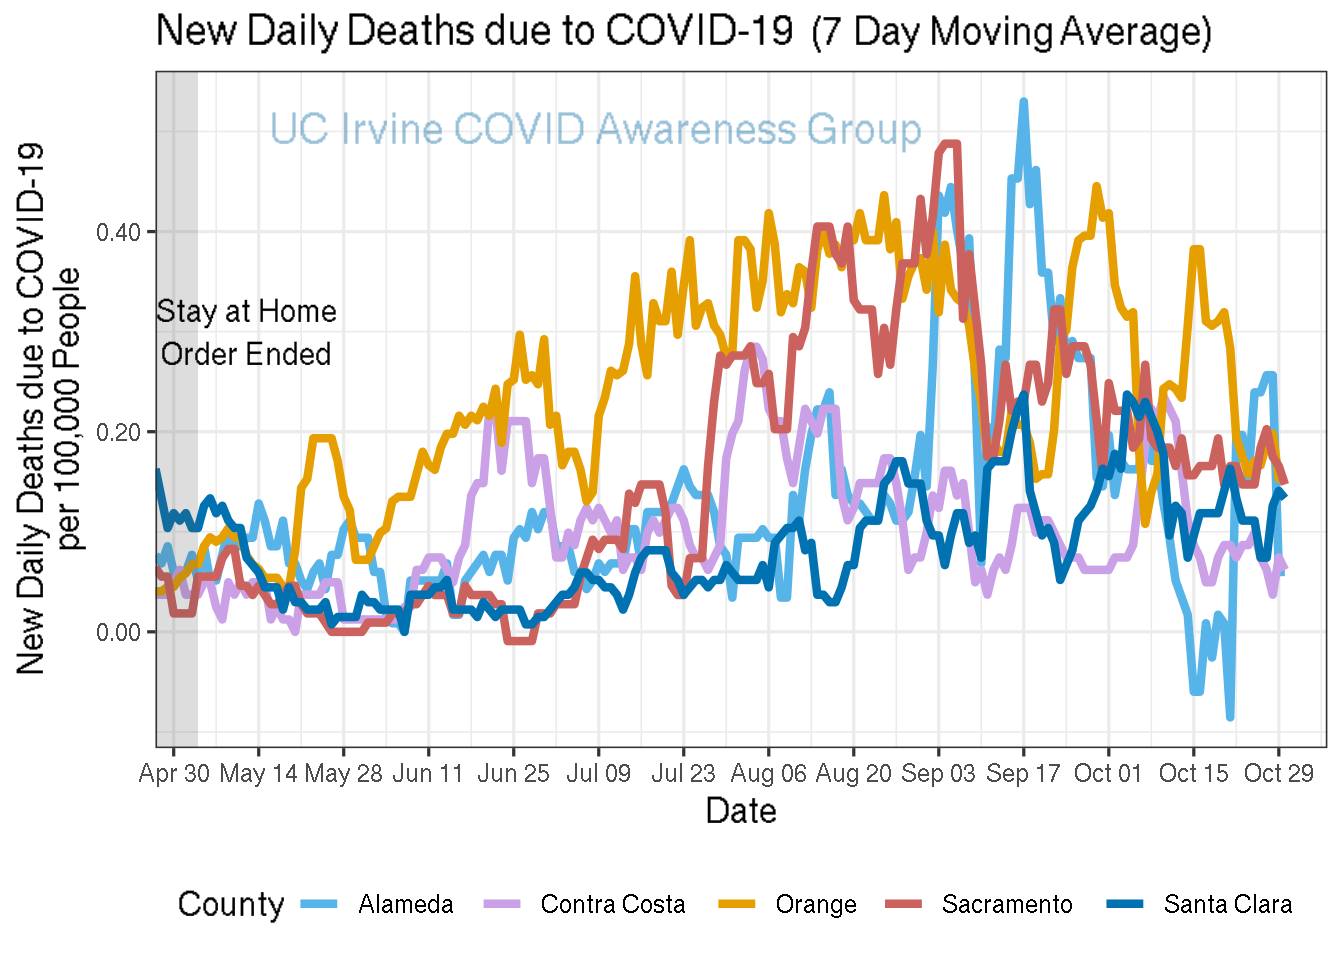 New Daily Deaths due to COVID-19 (7 Day Moving Average)
UC Irvine COVID Awareness Group
New Daily Deaths due to COVID-19
per 100,000 People
0.40
0.20
0.00
Stay at Home
Order Ended
Apr 30 May 14 May 28 Jun 11 Jun 25 Jul 09 Jul 23 Aug 06 Aug 20 Sep 03 Sep 17 Oct 01 Oct 15 Oct 29
Date
County Alameda Contra Costa Orange Sacramento Santa Clara